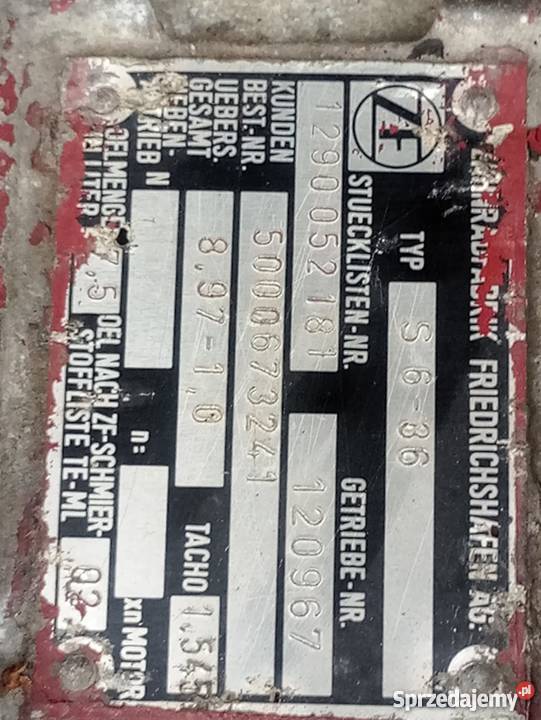 ZF FRIEDRICHSHAFEN AG.
TYP S 6-36
STUECKLISTEN-NR. GETRIEBE-NR.
1290052181 120967
KUNDEN
BEST.-NR. 5000673241
UEBERS.
GESAMT 8,97-1,0 TACHO 1.545
N n: xn MOTOR
7,5 OEL NACH ZF-SCHMIER-
LITER STOFFLISTE TE-ML 02
Sprzedajemy.pl